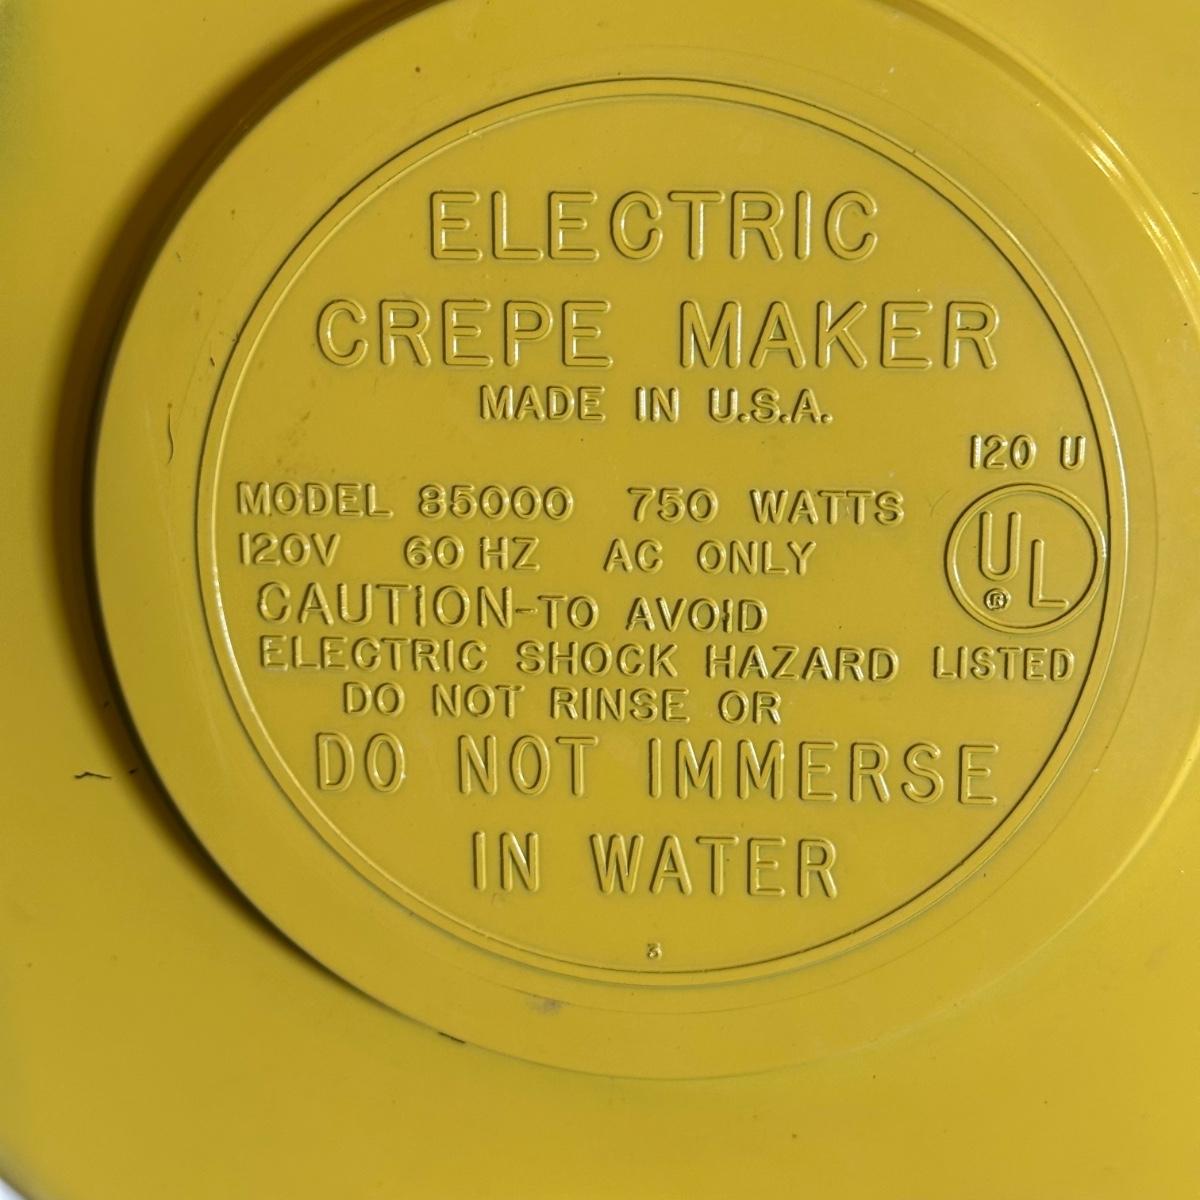 ELECTRIC
CREPE MAKER
MADE IN U.S.A.
120 U
MODEL 85000 750 WATTS
120V 60 HZ AC ONLY
UL
®
CAUTION-TO AVOID
ELECTRIC SHOCK HAZARD LISTED
DO NOT RINSE OR
DO NOT IMMERSE
IN WATER
3